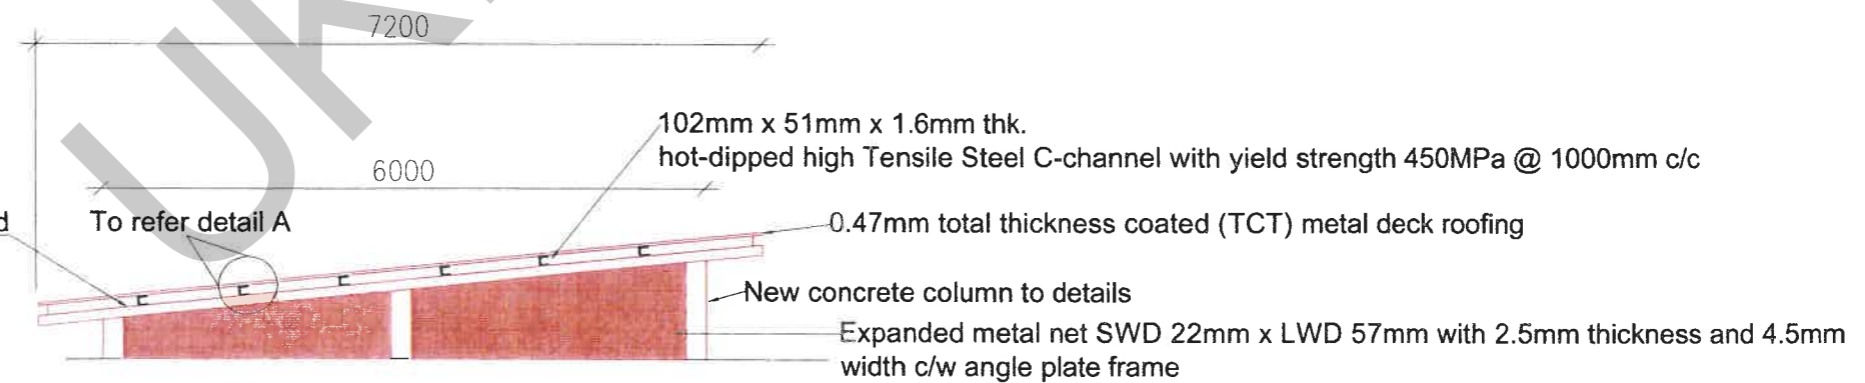 7200
102mm x 51mm x 1.6mm thk.
hot-dipped high Tensile Steel C-channel with yield strength 450MPa @ 1000mm c/c
6000
To refer detail A
0.47mm total thickness coated (TCT) metal deck roofing
New concrete column to details
Expanded metal net SWD 22mm x LWD 57mm with 2.5mm thickness and 4.5mm
width c/w angle plate frame